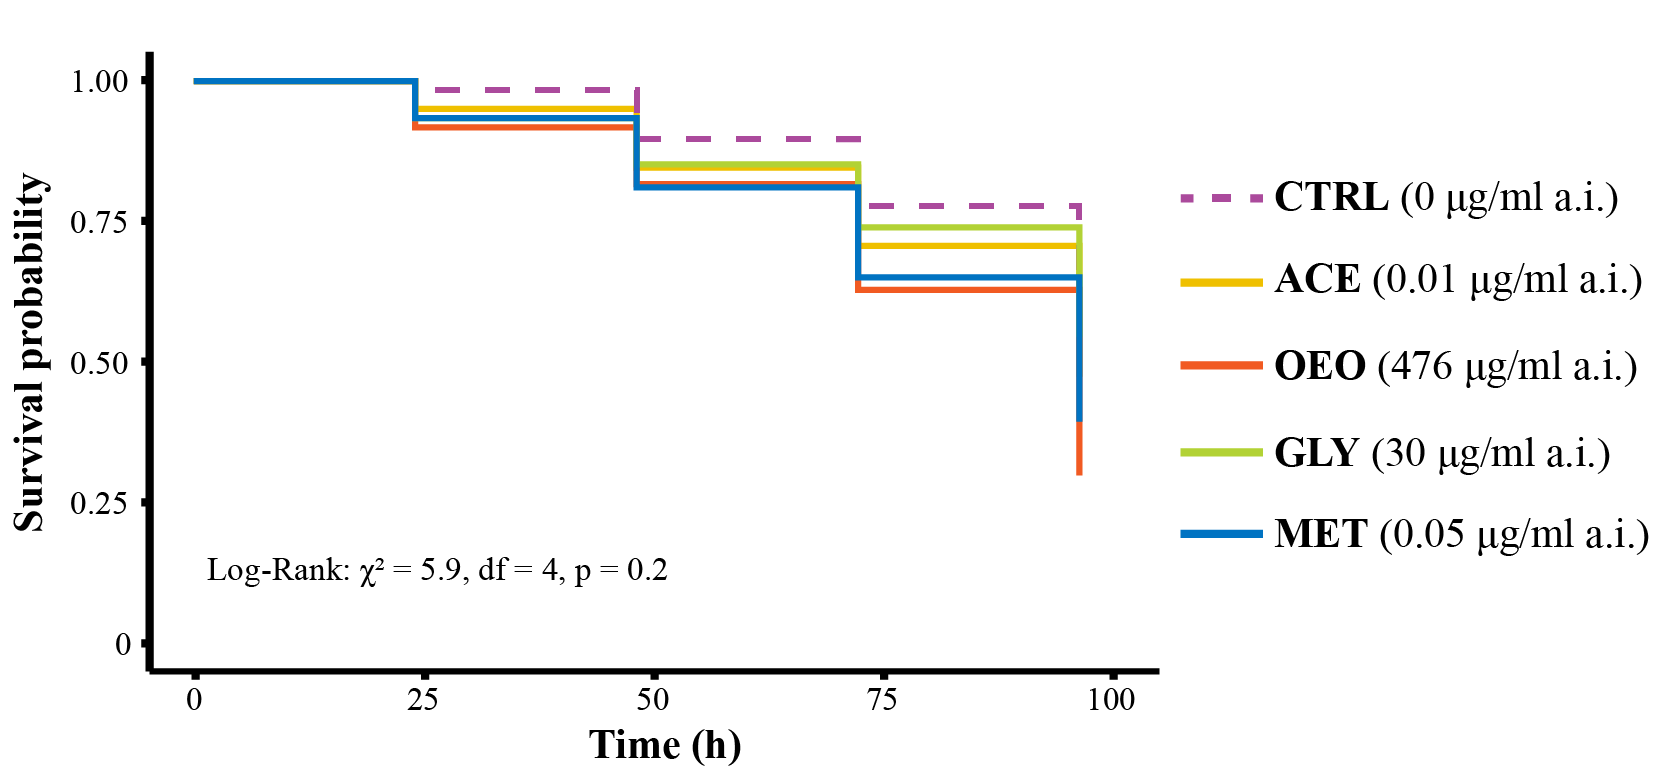 1.00
0.75
0.50
0.25
0
Survival probability
Log-Rank: χ² = 5.9, df = 4, p = 0.2
0 25 50 75 100
Time (h)
CTRL (0 μg/ml a.i.)
ACE (0.01 μg/ml a.i.)
OEO (476 μg/ml a.i.)
GLY (30 μg/ml a.i.)
MET (0.05 μg/ml a.i.)